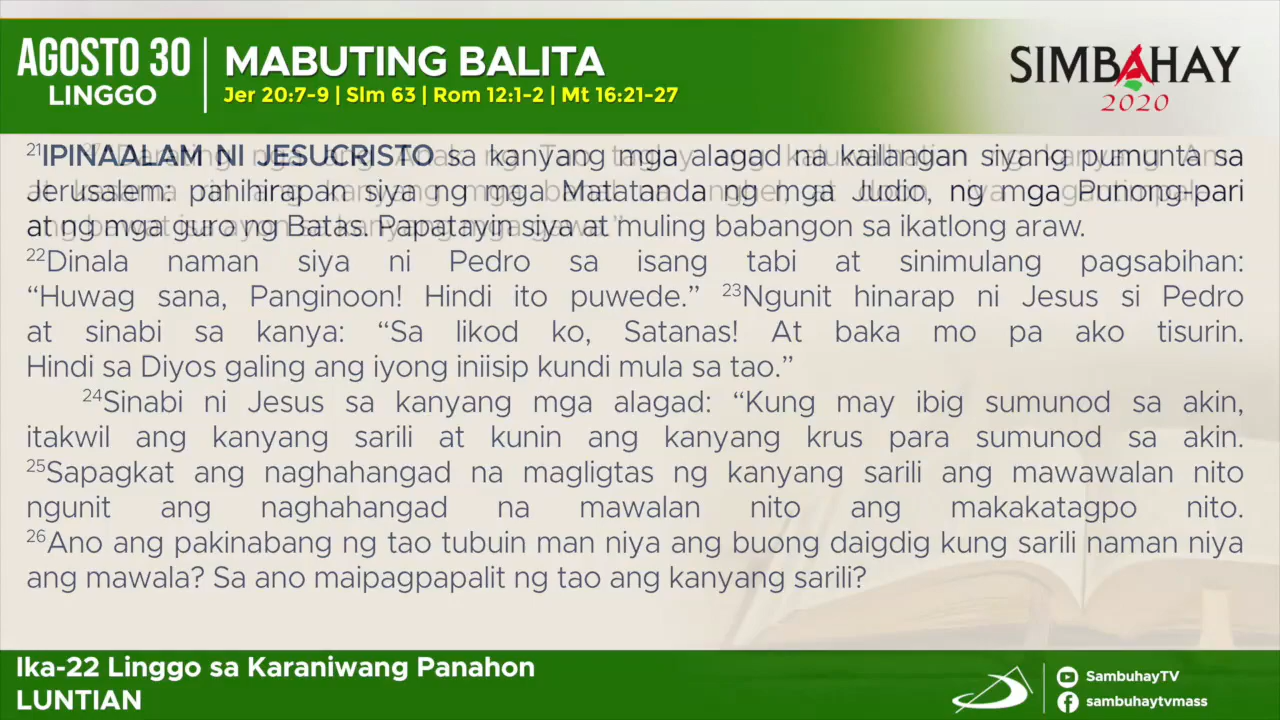 AGOSTO 30
LINGGO
MABUTING BALITA
Jer 20:7-9 | Slm 63 | Rom 12:1-2 | Mt 16:21-27
SIMBAHAY
2020
21IPINAALAM NI JESUCRISTO sa kanyang mga alagad na kailangan siyang pumunta sa
Jerusalem; pahihirapan siya ng mga Matatanda ng mga Judio, ng mga Punong-pari
at ng mga guro ng Batas. Papatayin siya at muling babangon sa ikatlong araw.
22Dinala naman siya ni Pedro sa isang tabi at sinimulang pagsabihan:
“Huwag sana, Panginoon! Hindi ito puwede.” 23Ngunit hinarap ni Jesus si Pedro
at sinabi sa kanya: “Sa likod ko, Satanas! At baka mo pa ako tisurin.
Hindi sa Diyos galing ang iyong iniisip kundi mula sa tao.”
24Sinabi ni Jesus sa kanyang mga alagad: “Kung may ibig sumunod sa akin,
itakwil ang kanyang sarili at kunin ang kanyang krus para sumunod sa akin.
25Sapagkat ang naghahangad na magligtas ng kanyang sarili ang mawawalan nito
ngunit ang naghahangad na mawalan nito ang makakatagpo nito.
26Ano ang pakinabang ng tao tubuin man niya ang buong daigdig kung sarili naman niya
ang mawala? Sa ano maipagpapalit ng tao ang kanyang sarili?
Ika-22 Linggo sa Karaniwang Panahon
LUNTIAN
SambuhayTV
sambuhaytvmass